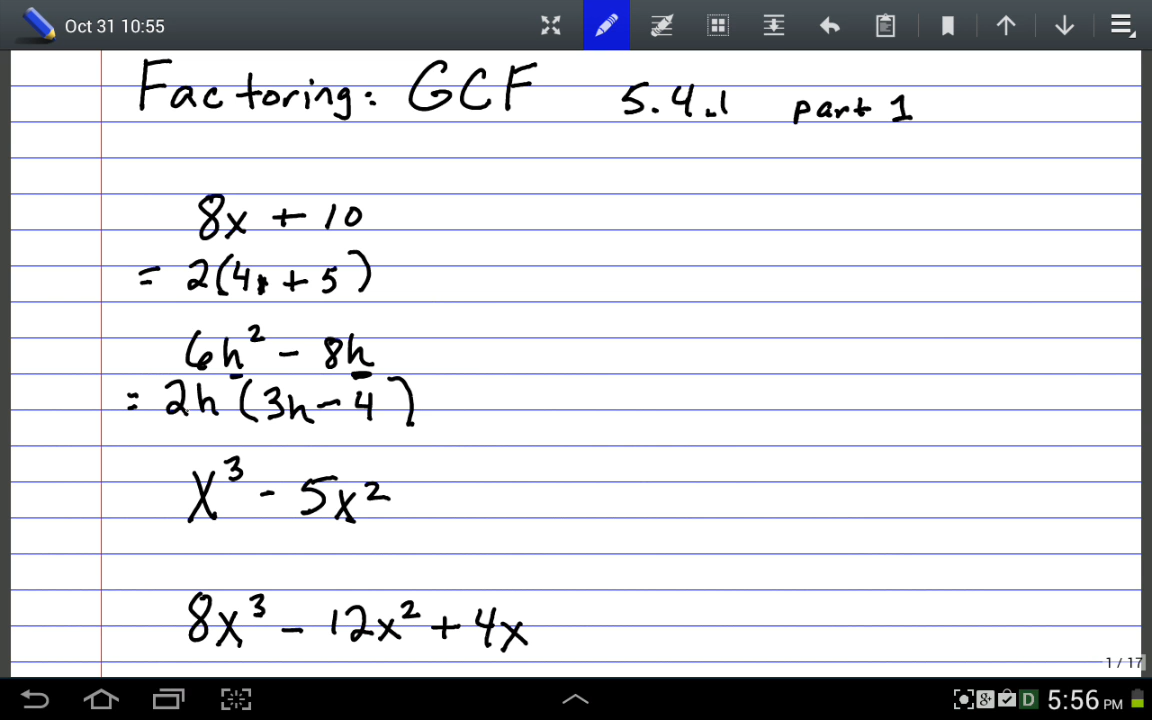 Oct 31 10:55
Factoring: GCF 5.4.1 part 1
8x + 10
= 2(4x + 5)
6h² - 8h
= 2h(3h - 4)
x³ - 5x²
8x³ - 12x² + 4x
1 / 17
D 5:56 PM